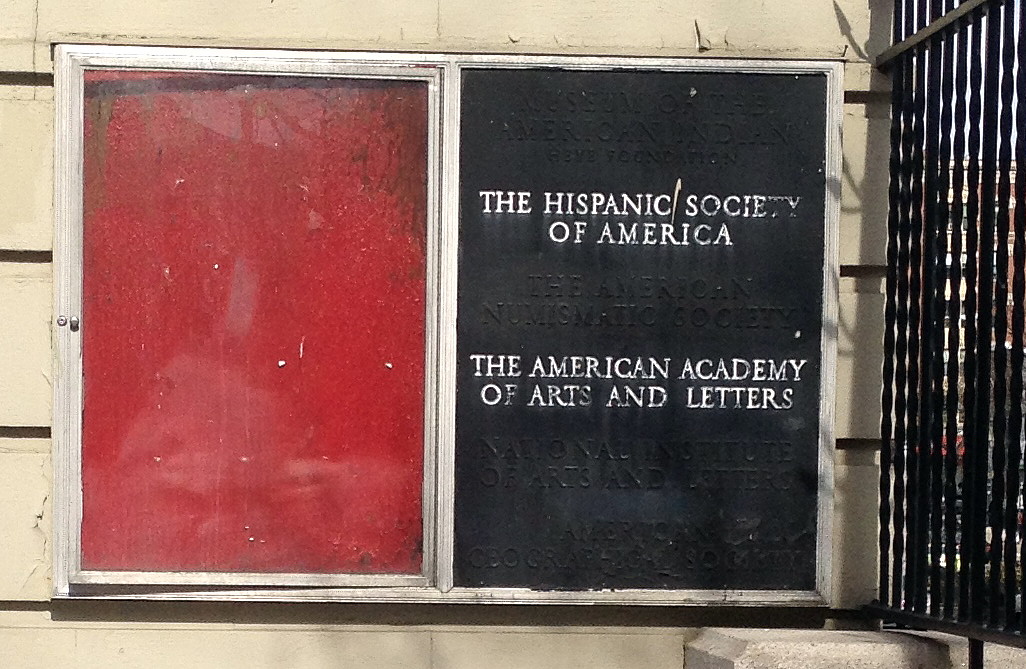 MUSEUM OF THE
AMERICAN INDIAN
HEYE FOUNDATION
THE HISPANIC SOCIETY
OF AMERICA
THE AMERICAN
NUMISMATIC SOCIETY
THE AMERICAN ACADEMY
OF ARTS AND LETTERS
NATIONAL INSTITUTE
OF ARTS AND LETTERS
AMERICAN
GEOGRAPHICAL SOCIETY